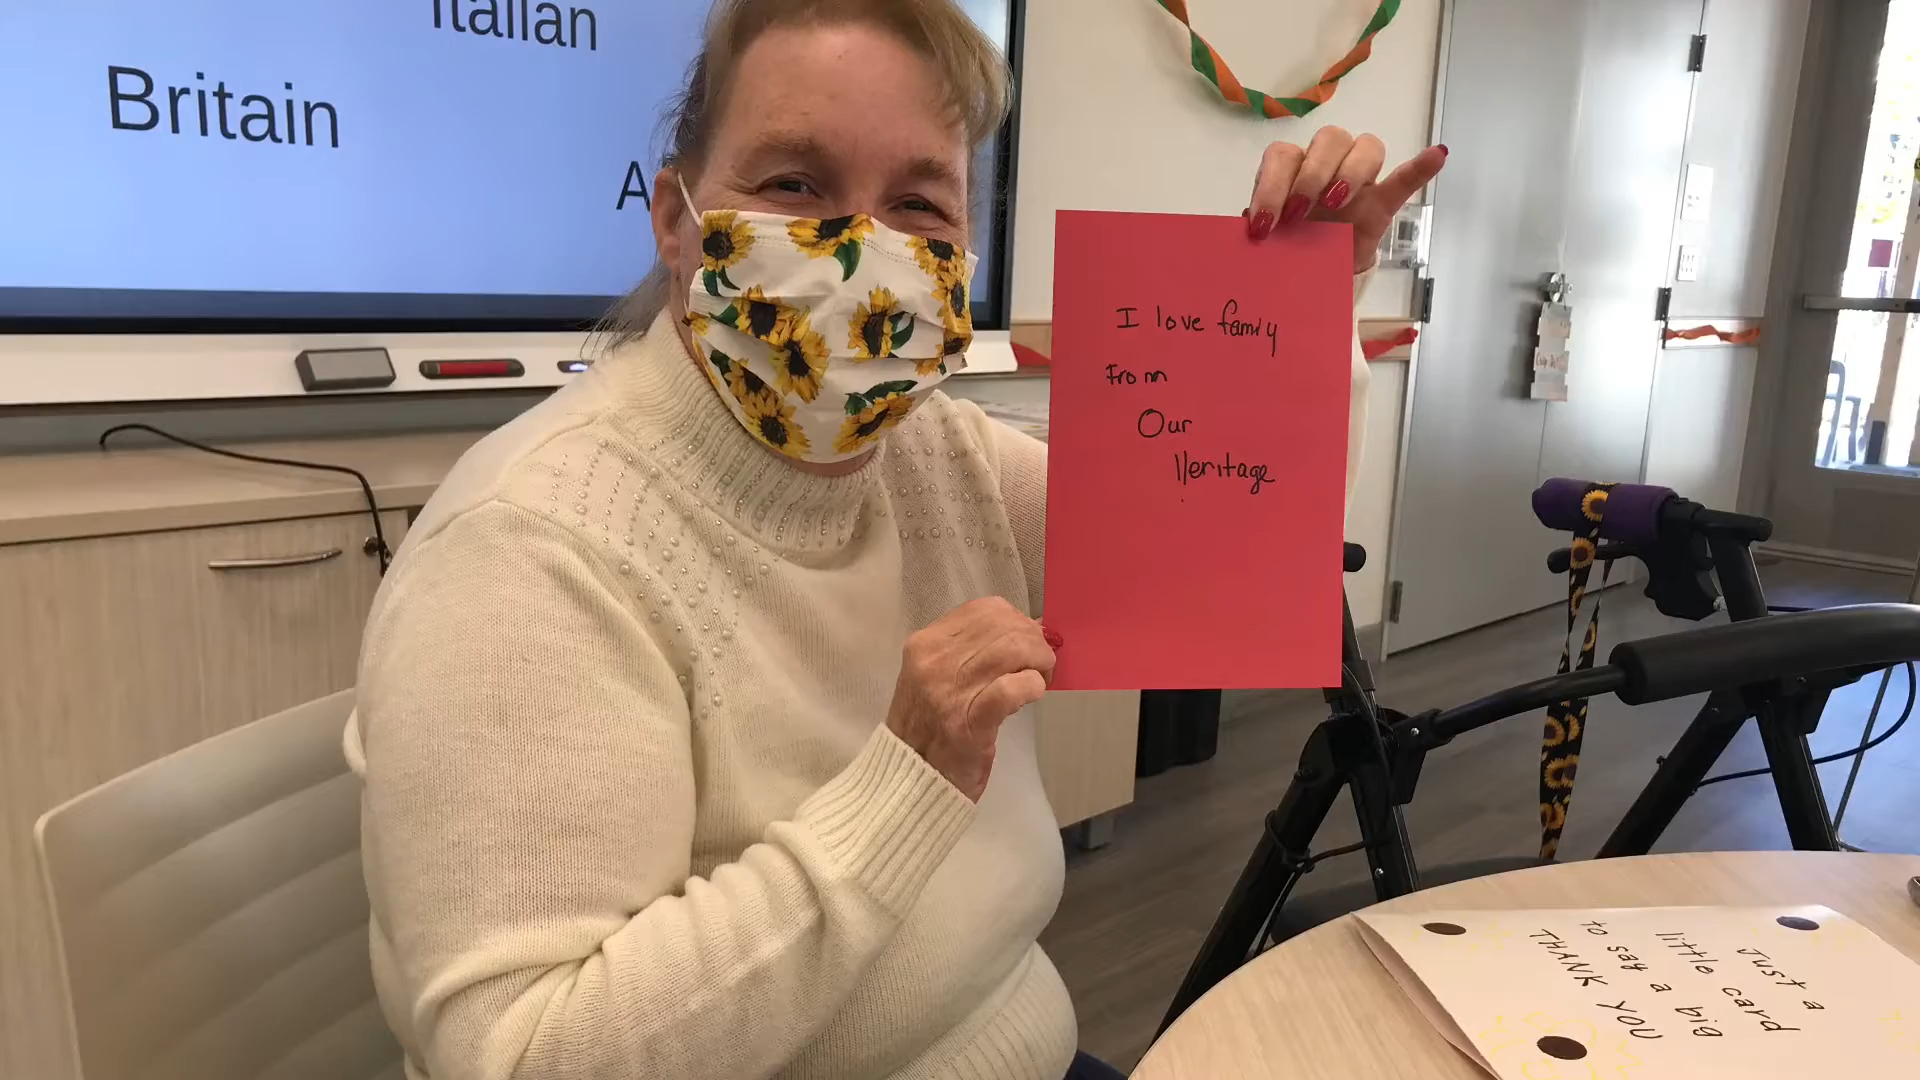 Italian
Britain
A
I love family
From
Our
Heritage
Just a
little card
to say a big
THANK YOU